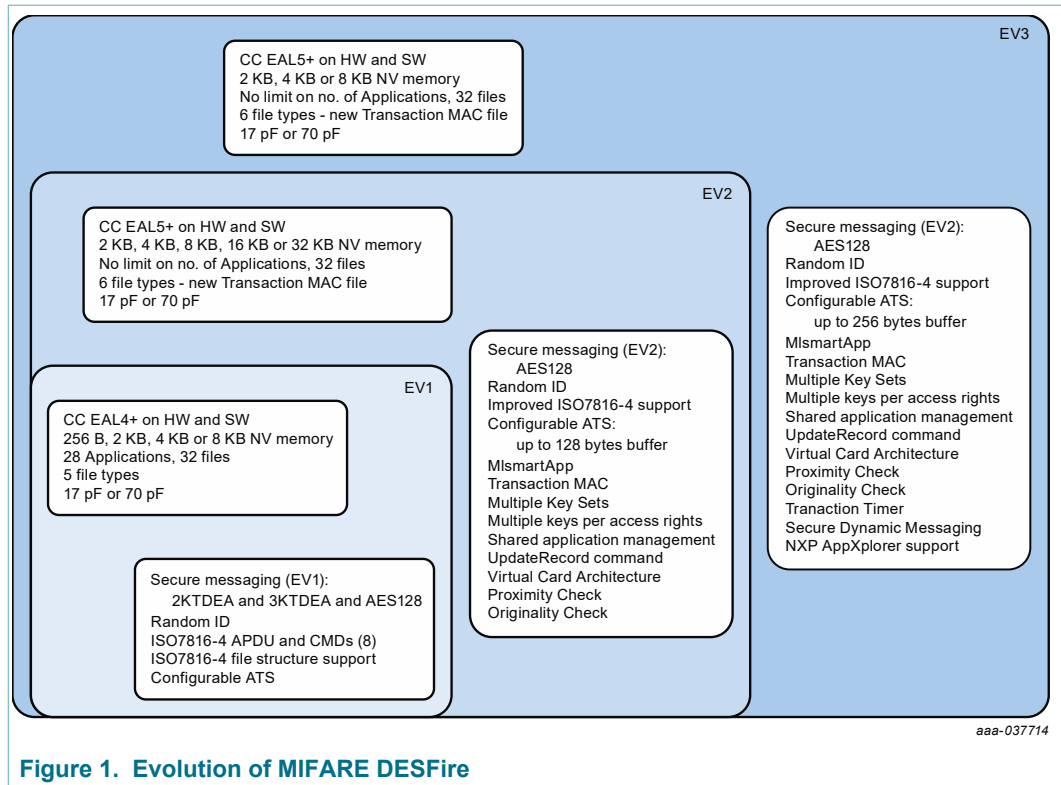 EV3
CC EAL5+ on HW and SW
2 KB, 4 KB or 8 KB NV memory
No limit on no. of Applications, 32 files
6 file types - new Transaction MAC file
17 pF or 70 pF
EV2
CC EAL5+ on HW and SW
2 KB, 4 KB, 8 KB, 16 KB or 32 KB NV memory
No limit on no. of Applications, 32 files
6 file types - new Transaction MAC file
17 pF or 70 pF
Secure messaging (EV2):
AES128
Random ID
Improved ISO7816-4 support
Configurable ATS:
up to 256 bytes buffer
MIsmartApp
Transaction MAC
Multiple Key Sets
Multiple keys per access rights
Shared application management
UpdateRecord command
Virtual Card Architecture
Proximity Check
Originality Check
Tranaction Timer
Secure Dynamic Messaging
NXP AppXplorer support
Secure messaging (EV2):
AES128
Random ID
Improved ISO7816-4 support
Configurable ATS:
up to 128 bytes buffer
MIsmartApp
Transaction MAC
Multiple Key Sets
Multiple keys per access rights
Shared application management
UpdateRecord command
Virtual Card Architecture
Proximity Check
Originality Check
EV1
CC EAL4+ on HW and SW
256 B, 2 KB, 4 KB or 8 KB NV memory
28 Applications, 32 files
5 file types
17 pF or 70 pF
Secure messaging (EV1):
2KTDEA and 3KTDEA and AES128
Random ID
ISO7816-4 APDU and CMDs (8)
ISO7816-4 file structure support
Configurable ATS
aaa-037714
Figure 1. Evolution of MIFARE DESFire